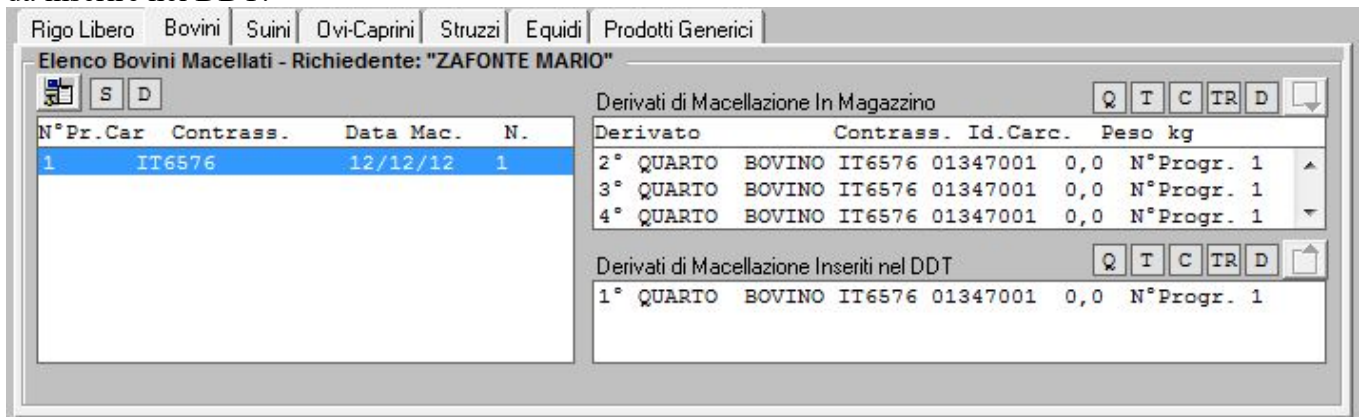 Rigo Libero Bovini Suini Ovi-Caprini Struzzi Equidi Prodotti Generici
Elenco Bovini Macellati - Richiedente: "ZAFONTE MARIO"
S D
N°Pr.Car Contrass. Data Mac. N.
1 IT6576 12/12/12 1
Derivati di Macellazione In Magazzino Q T C TR D
Derivato Contrass. Id.Carc. Peso kg
2° QUARTO BOVINO IT6576 01347001 0,0 N°Progr. 1
3° QUARTO BOVINO IT6576 01347001 0,0 N°Progr. 1
4° QUARTO BOVINO IT6576 01347001 0,0 N°Progr. 1
Derivati di Macellazione Inseriti nel DDT Q T C TR D
1° QUARTO BOVINO IT6576 01347001 0,0 N°Progr. 1